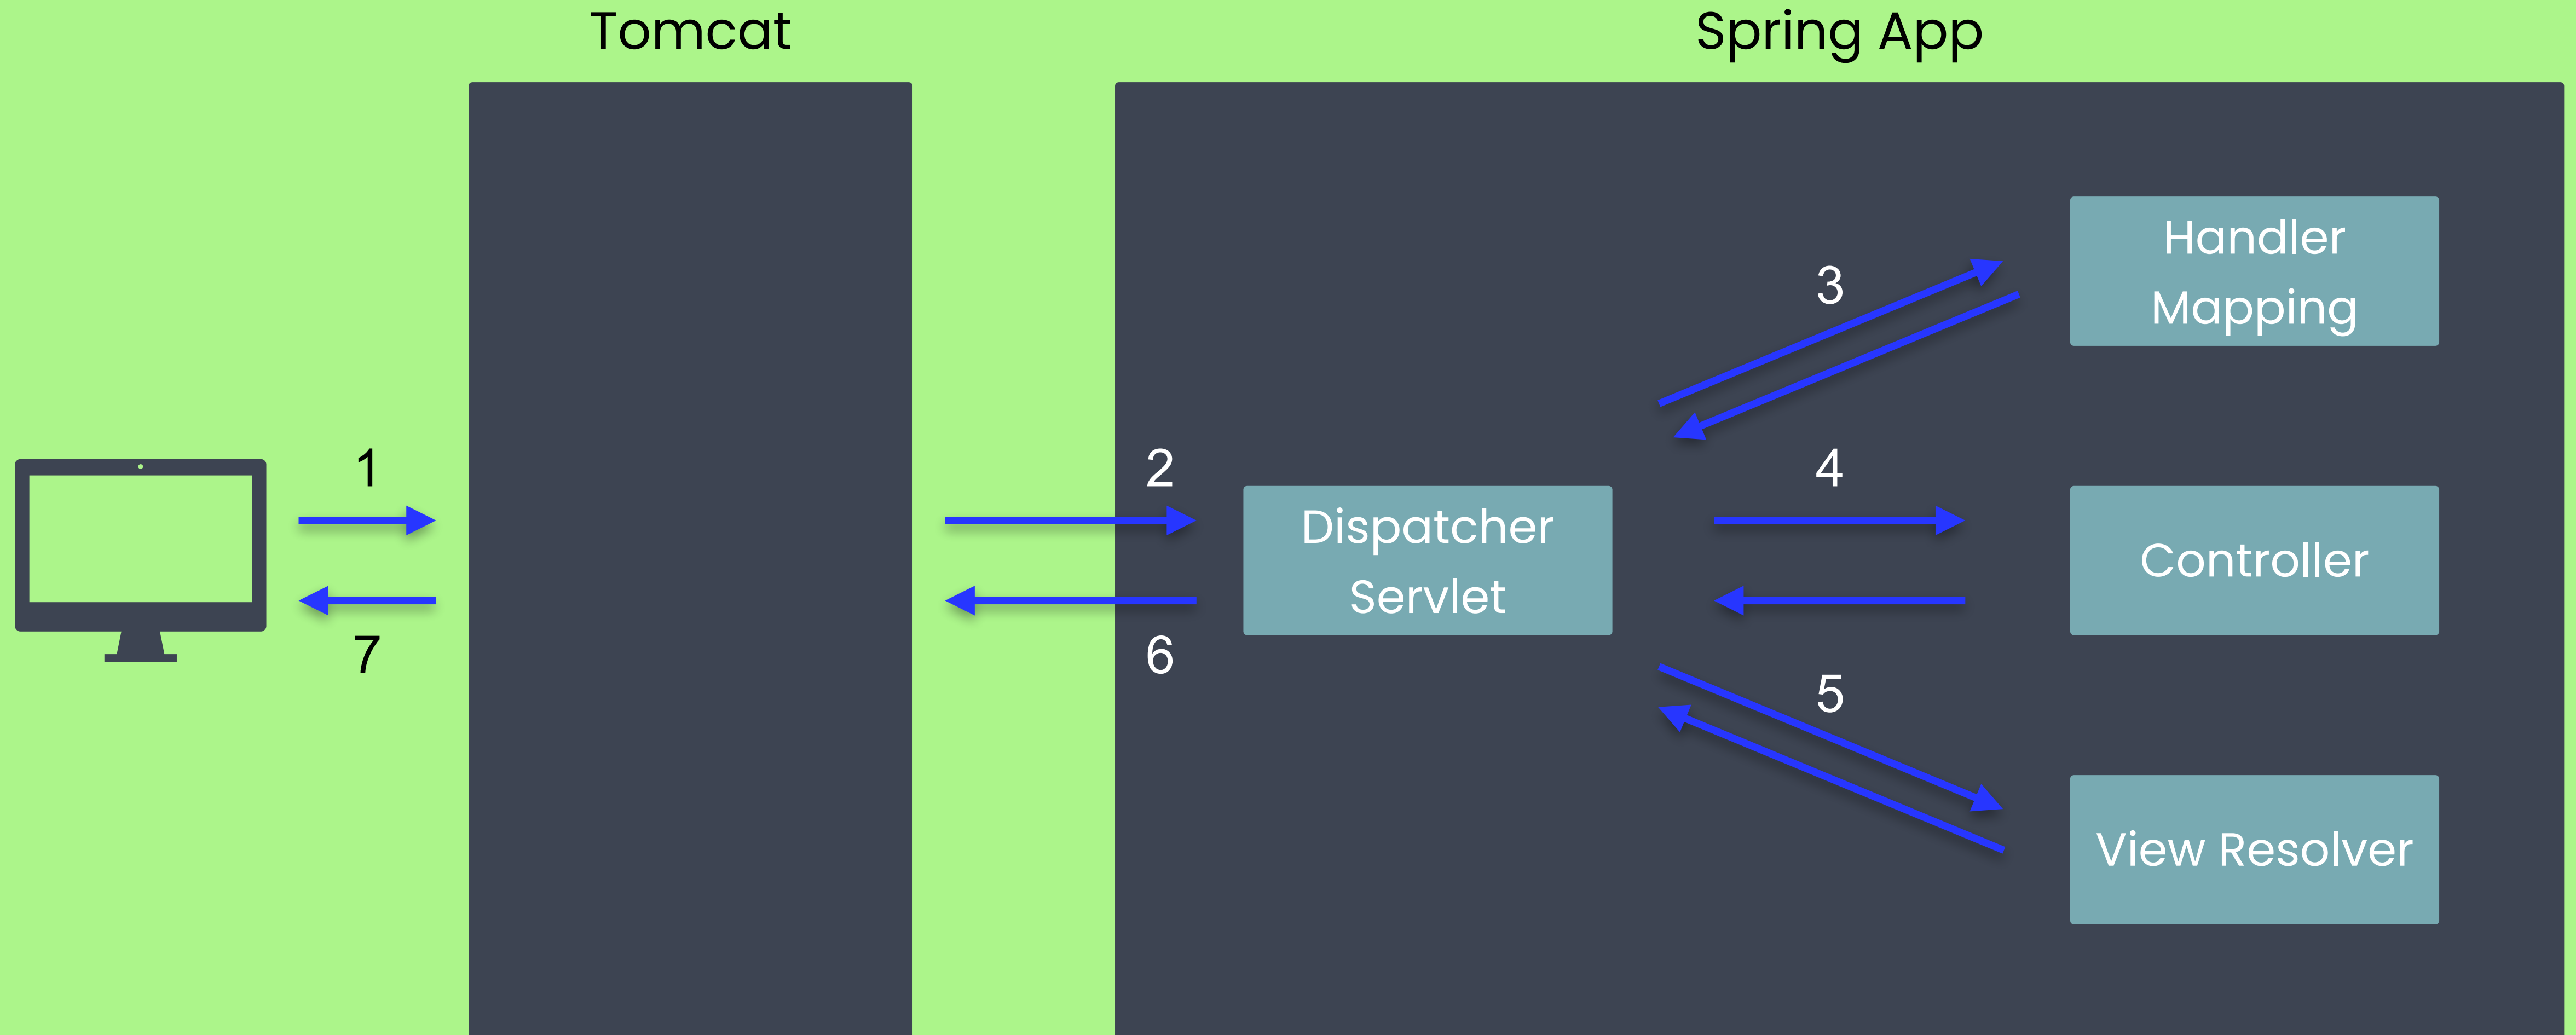 Tomcat
Spring App
Handler
Mapping
3
1
2
4
Dispatcher
Servlet
Controller
7
6
5
View Resolver